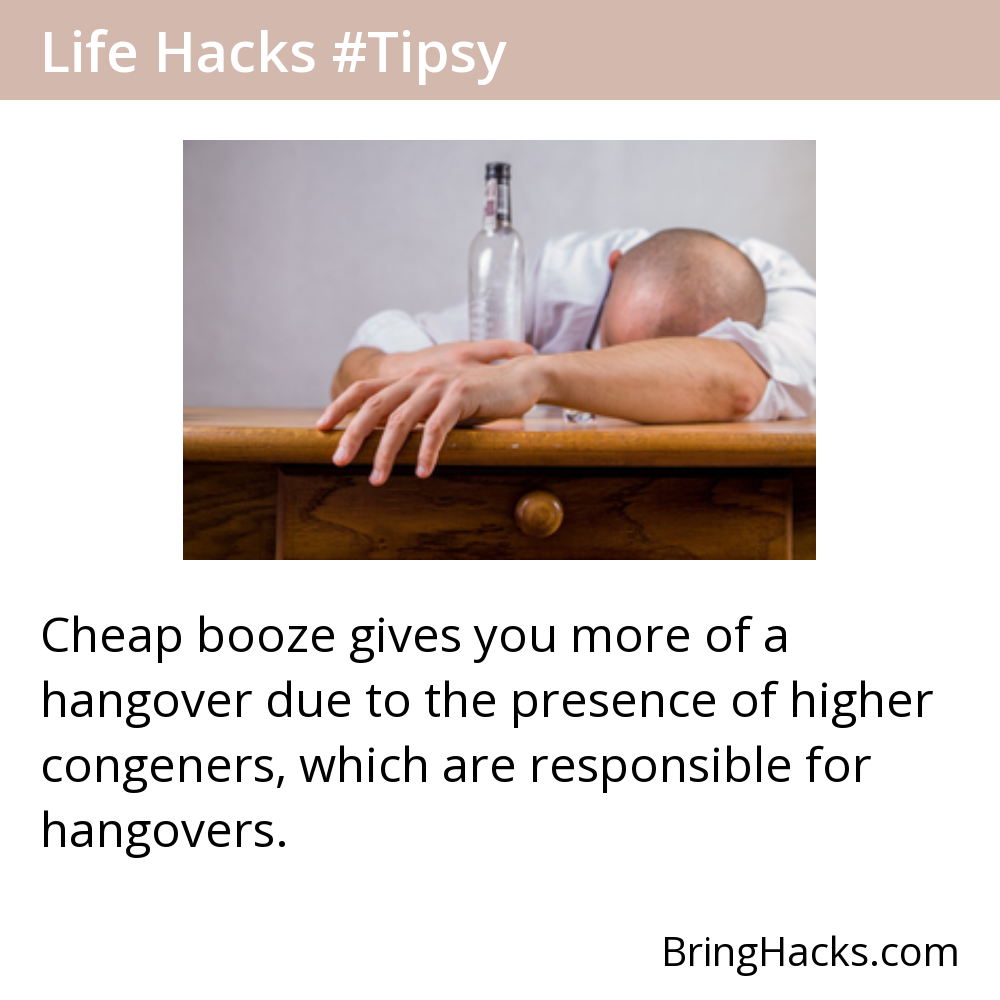 Life Hacks #Tipsy
Cheap booze gives you more of a
hangover due to the presence of higher
congeners, which are responsible for
hangovers.
BringHacks.com